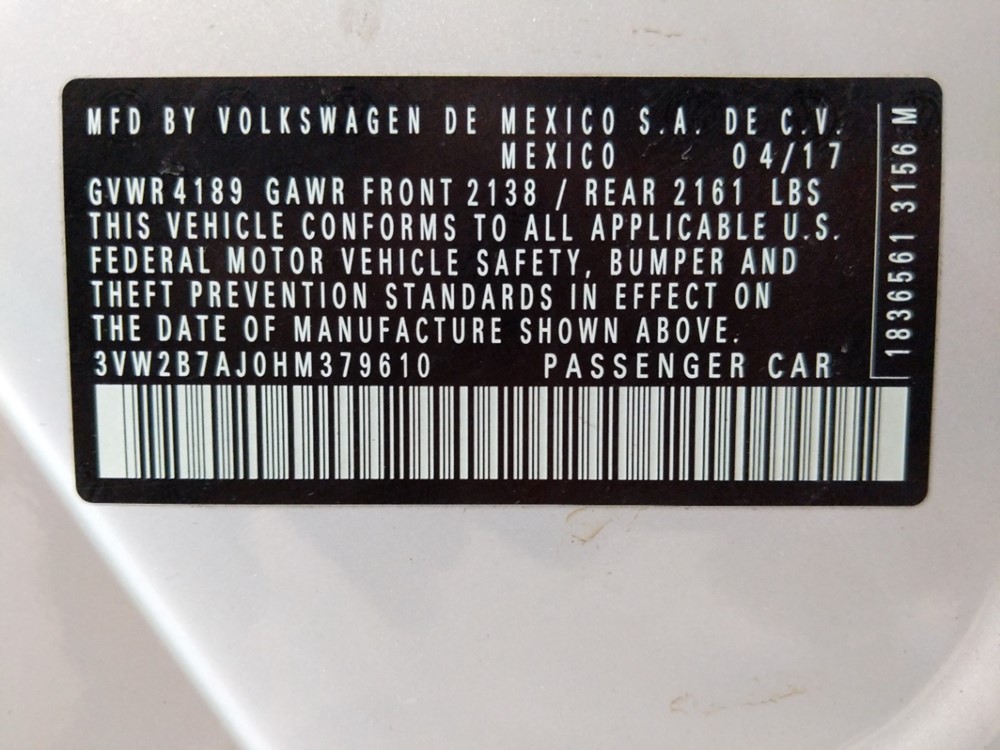 MFD BY VOLKSWAGEN DE MEXICO S.A. DE C.V.
MEXICO 04/17
GVWR 4189 GAWR FRONT 2138 / REAR 2161 LBS
THIS VEHICLE CONFORMS TO ALL APPLICABLE U.S.
FEDERAL MOTOR VEHICLE SAFETY, BUMPER AND
THEFT PREVENTION STANDARDS IN EFFECT ON
THE DATE OF MANUFACTURE SHOWN ABOVE.
3VW2B7AJ0HM379610 PASSENGER CAR
1836561 3156 M